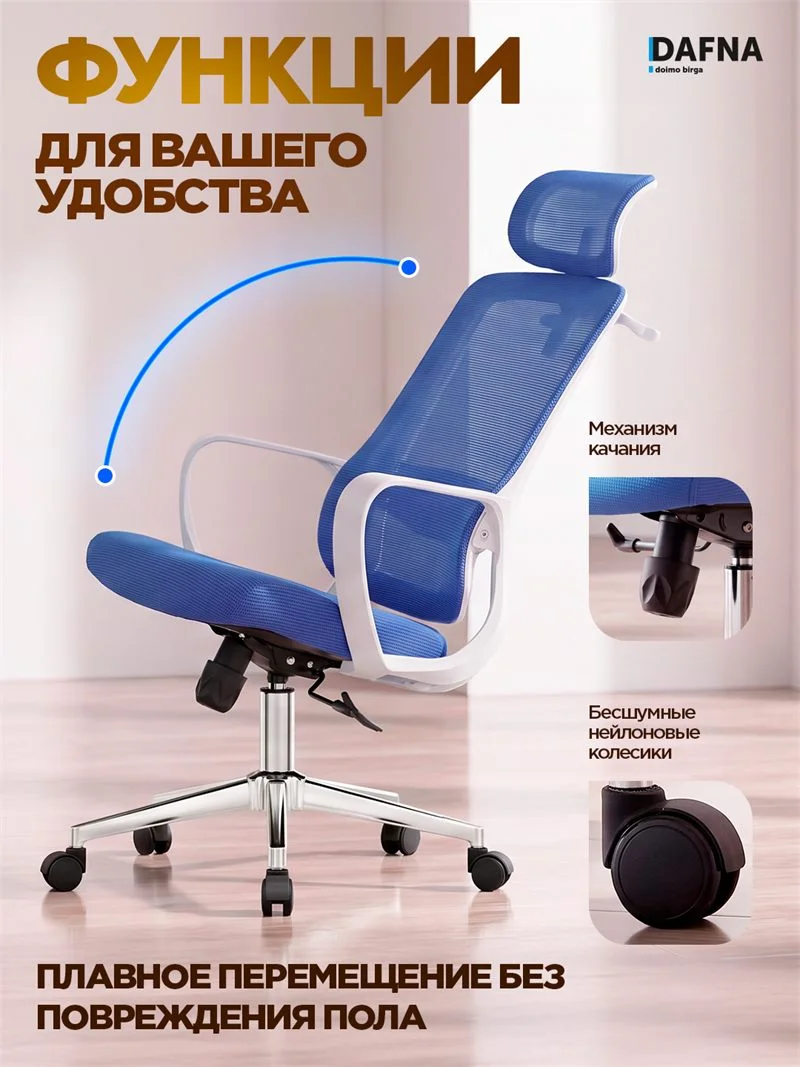 ФУНКЦИИ
ДЛЯ ВАШЕГО
УДОБСТВА
DAFNA
doimo birga
Механизм
качания
Бесшумные
нейлоновые
колесики
ПЛАВНОЕ ПЕРЕМЕЩЕНИЕ БЕЗ
ПОВРЕЖДЕНИЯ ПОЛА